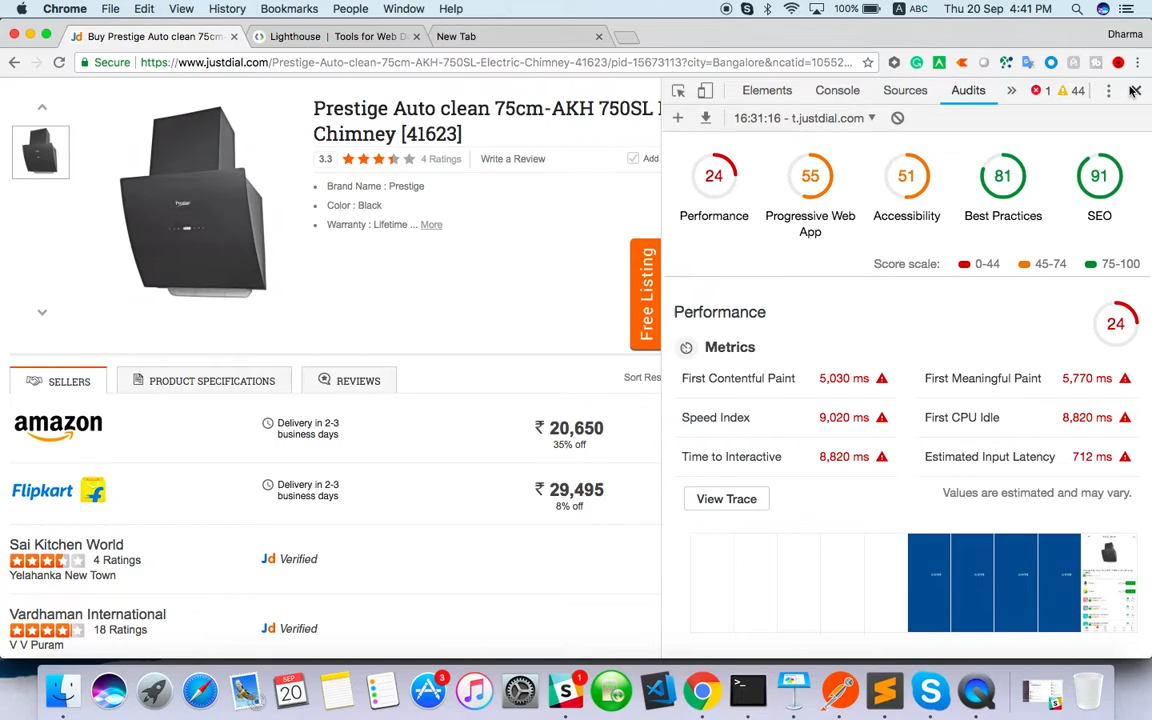 Chrome File Edit View History Bookmarks People Window Help 100% A ABC Thu 20 Sep 4:41 PM
Jd Buy Prestige Auto clean 75cm- Lighthouse | Tools for Web De New Tab Dharma
Secure https://www.justdial.com/Prestige-Auto-clean-75cm-AKH-750SL-Electric-Chimney-41623/pid-15673113?city=Bangalore&ncatid=10552...
Elements Console Sources Audits » 1 44
16:31:16 - t.justdial.com
Prestige Auto clean 75cm-AKH 750SL
Chimney [41623]
3.3 4 Ratings Write a Review Add
Brand Name : Prestige
Color : Black
Warranty : Lifetime ... More
Prestige
Free Listing
24 55 51 81 91
Performance Progressive Web App Accessibility Best Practices SEO
Score scale: 0-44 45-74 75-100
Performance
24
Metrics
First Contentful Paint 5,030 ms First Meaningful Paint 5,770 ms
Speed Index 9,020 ms First CPU Idle 8,820 ms
Time to Interactive 8,820 ms Estimated Input Latency 712 ms
View Trace Values are estimated and may vary.
SELLERS PRODUCT SPECIFICATIONS REVIEWS Sort Res
amazon Delivery in 2-3 business days ₹ 20,650
35% off
Flipkart Delivery in 2-3 business days ₹ 29,495
8% off
Sai Kitchen World
4 Ratings Jd Verified
Yelahanka New Town
Vardhaman International
18 Ratings Jd Verified
V V Puram
SEP
20
3
1